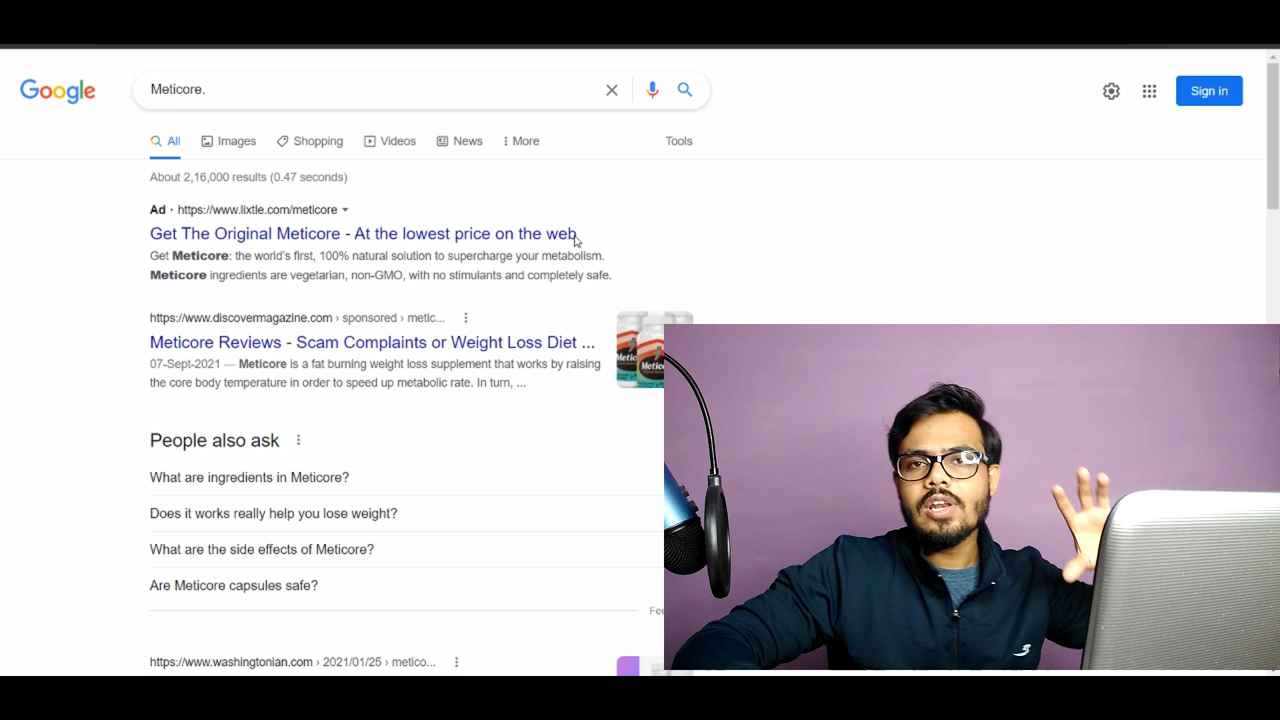 Google
Meticore.
Sign in
All Images Shopping Videos News More Tools
About 2,16,000 results (0.47 seconds)
Ad · https://www.lixtle.com/meticore
Get The Original Meticore - At the lowest price on the web
Get Meticore: the world's first, 100% natural solution to supercharge your metabolism.
Meticore ingredients are vegetarian, non-GMO, with no stimulants and completely safe.
https://www.discovermagazine.com › sponsored › metic...
Meticore Reviews - Scam Complaints or Weight Loss Diet ...
07-Sept-2021 — Meticore is a fat burning weight loss supplement that works by raising
the core body temperature in order to speed up metabolic rate. In turn, ...
People also ask
What are ingredients in Meticore?
Does it works really help you lose weight?
What are the side effects of Meticore?
Are Meticore capsules safe?
https://www.washingtonian.com › 2021/01/25 › metico...